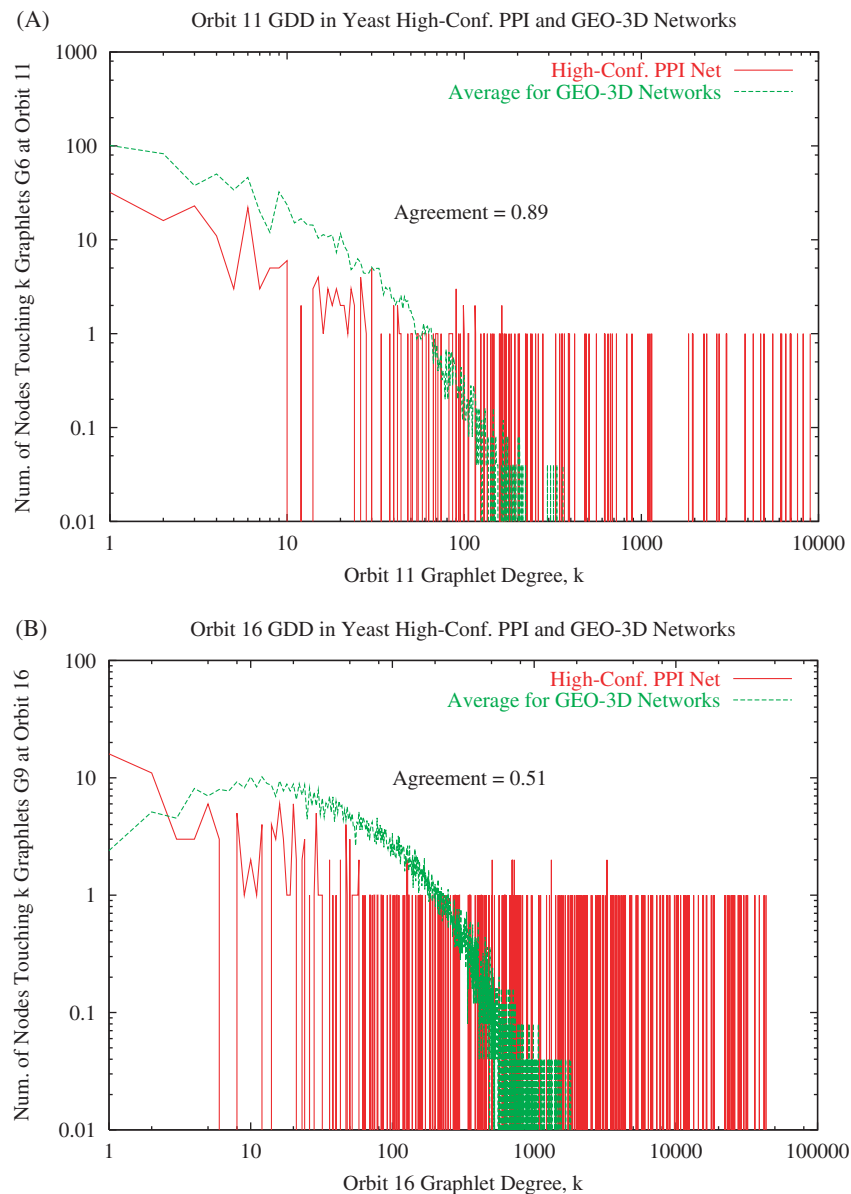 (A)
Orbit 11 GDD in Yeast High-Conf. PPI and GEO-3D Networks
1000
High-Conf. PPI Net
Average for GEO-3D Networks
100
Agreement = 0.89
10
1
0.1
0.01
Num. of Nodes Touching k Graphlets G6 at Orbit 11
1 10 100 1000 10000
Orbit 11 Graphlet Degree, k
(B)
Orbit 16 GDD in Yeast High-Conf. PPI and GEO-3D Networks
100
High-Conf. PPI Net
Average for GEO-3D Networks
Agreement = 0.51
10
1
0.1
0.01
Num. of Nodes Touching k Graphlets G9 at Orbit 16
1 10 100 1000 10000 100000
Orbit 16 Graphlet Degree, k